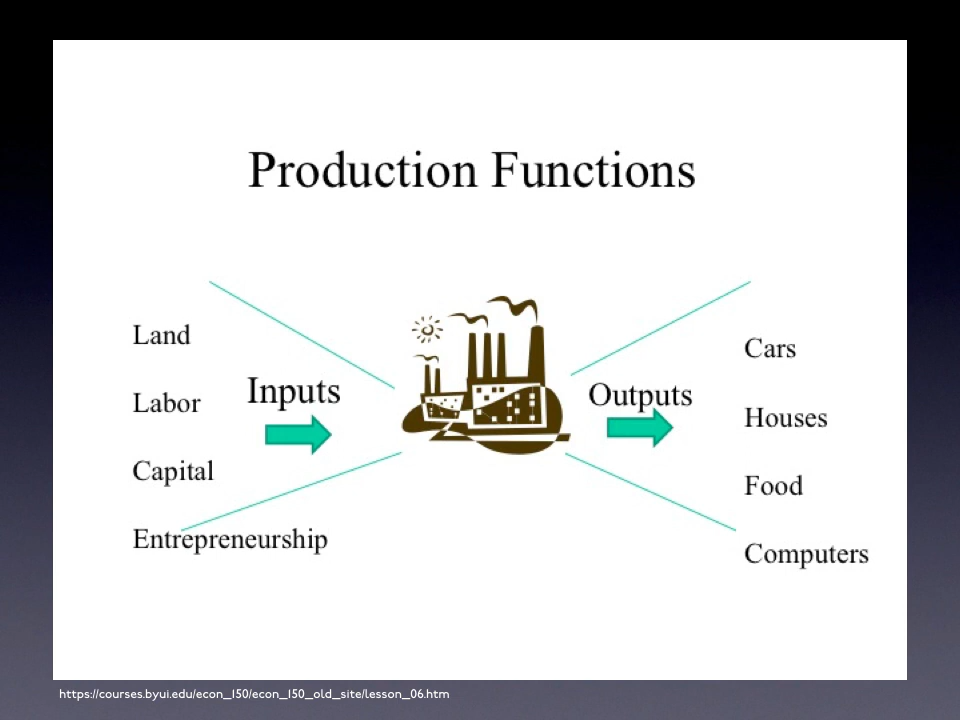 Production Functions
Land
Labor
Capital
Entrepreneurship
Inputs
Outputs
Cars
Houses
Food
Computers
https://courses.byui.edu/econ_150/econ_150_old_site/lesson_06.htm